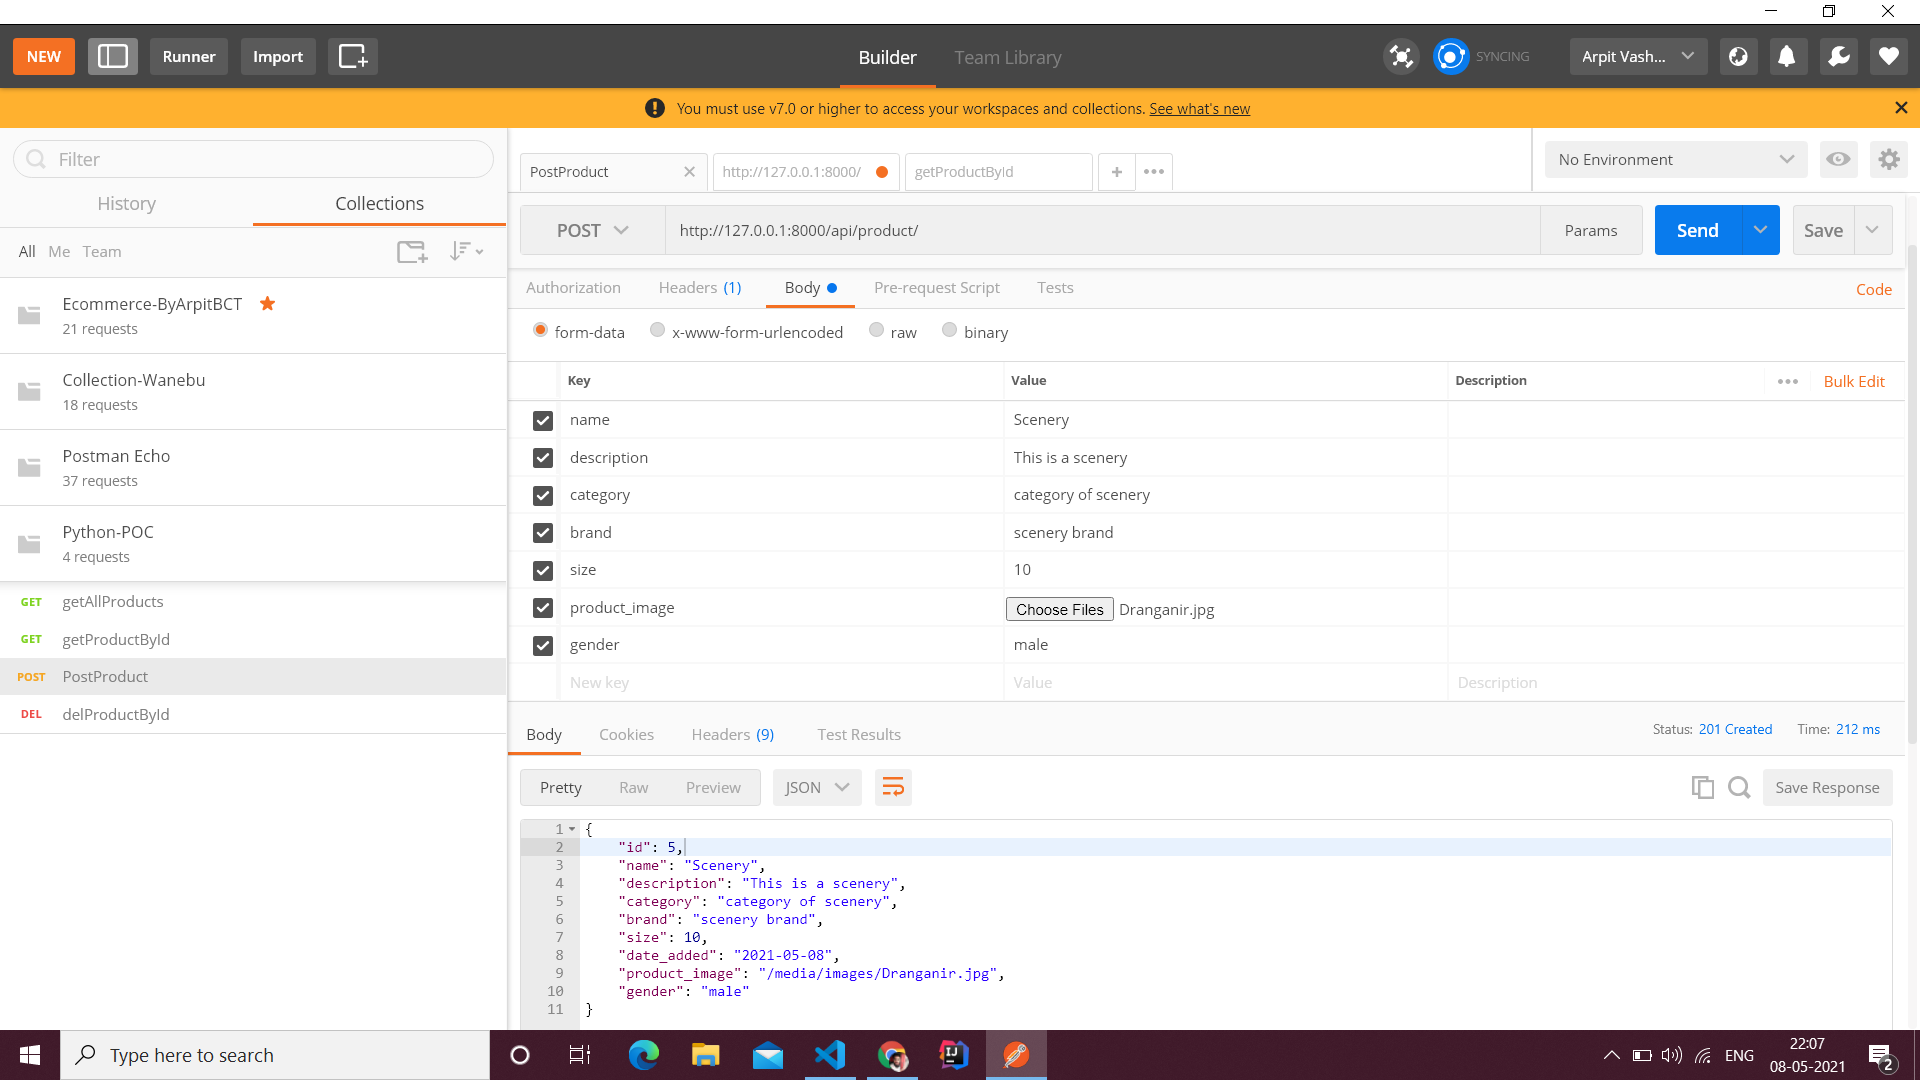 NEW Runner Import Builder Team Library SYNCING Arpit Vash...
You must use v7.0 or higher to access your workspaces and collections. See what's new
Filter
History Collections
All Me Team
Ecommerce-ByArpitBCT
21 requests
Collection-Wanebu
18 requests
Postman Echo
37 requests
Python-POC
4 requests
GET getAllProducts
GET getProductById
POST PostProduct
DEL delProductById
PostProduct http://127.0.0.1:8000/ getProductById No Environment
POST http://127.0.0.1:8000/api/product/ Params Send Save
Authorization Headers (1) Body Pre-request Script Tests Code
form-data x-www-form-urlencoded raw binary
Key Value Description Bulk Edit
name Scenery
description This is a scenery
category category of scenery
brand scenery brand
size 10
product_image Choose Files Dranganir.jpg
gender male
New key Value Description
Body Cookies Headers (9) Test Results Status: 201 Created Time: 212 ms
Pretty Raw Preview JSON Save Response
1 {
2 "id": 5,
3 "name": "Scenery",
4 "description": "This is a scenery",
5 "category": "category of scenery",
6 "brand": "scenery brand",
7 "size": 10,
8 "date_added": "2021-05-08",
9 "product_image": "/media/images/Dranganir.jpg",
10 "gender": "male"
11 }
Type here to search ENG 22:07
08-05-2021 2